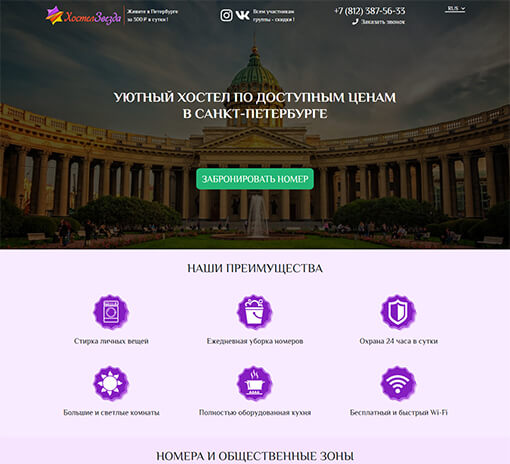 ХостелЗвезда
Живите в Петербурге
за 500 ₽ в сутки!
Всем участникам
группы - скидки!
+7 (812) 387-56-33
Заказать звонок
RUS
УЮТНЫЙ ХОСТЕЛ ПО ДОСТУПНЫМ ЦЕНАМ
В САНКТ-ПЕТЕРБУРГЕ
ЗАБРОНИРОВАТЬ НОМЕР
НАШИ ПРЕИМУЩЕСТВА
Стирка личных вещей
Ежедневная уборка номеров
Охрана 24 часа в сутки
Большие и светлые комнаты
Полностью оборудованная кухня
Бесплатный и быстрый Wi-Fi
НОМЕРА И ОБЩЕСТВЕННЫЕ ЗОНЫ